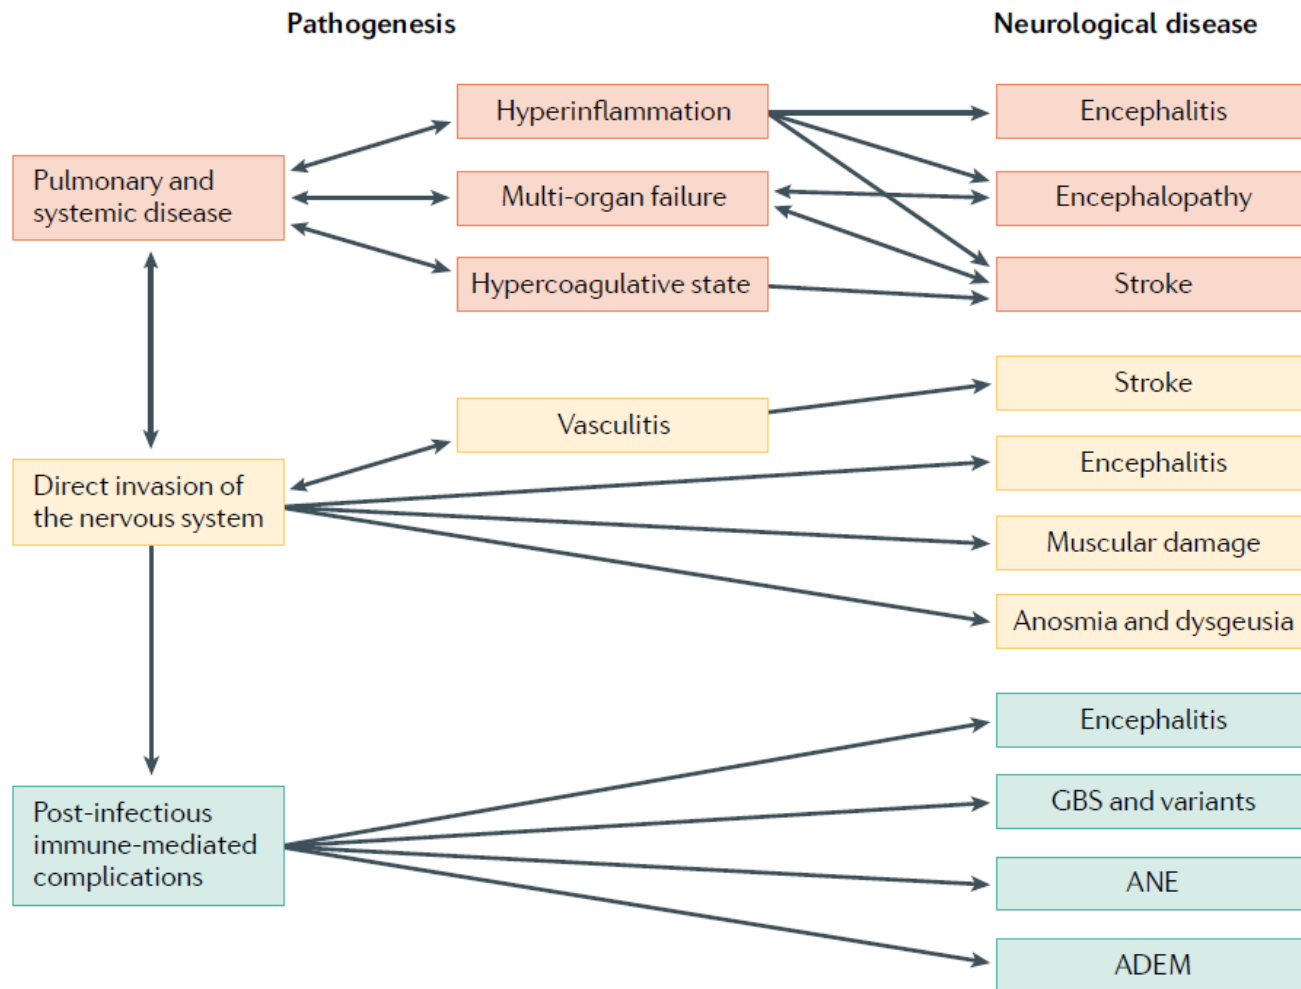 Pathogenesis
Neurological disease
Pulmonary and
systemic disease
Hyperinflammation
Multi-organ failure
Hypercoagulative state
Encephalitis
Encephalopathy
Stroke
Direct invasion of
the nervous system
Vasculitis
Stroke
Encephalitis
Muscular damage
Anosmia and dysgeusia
Post-infectious
immune-mediated
complications
Encephalitis
GBS and variants
ANE
ADEM